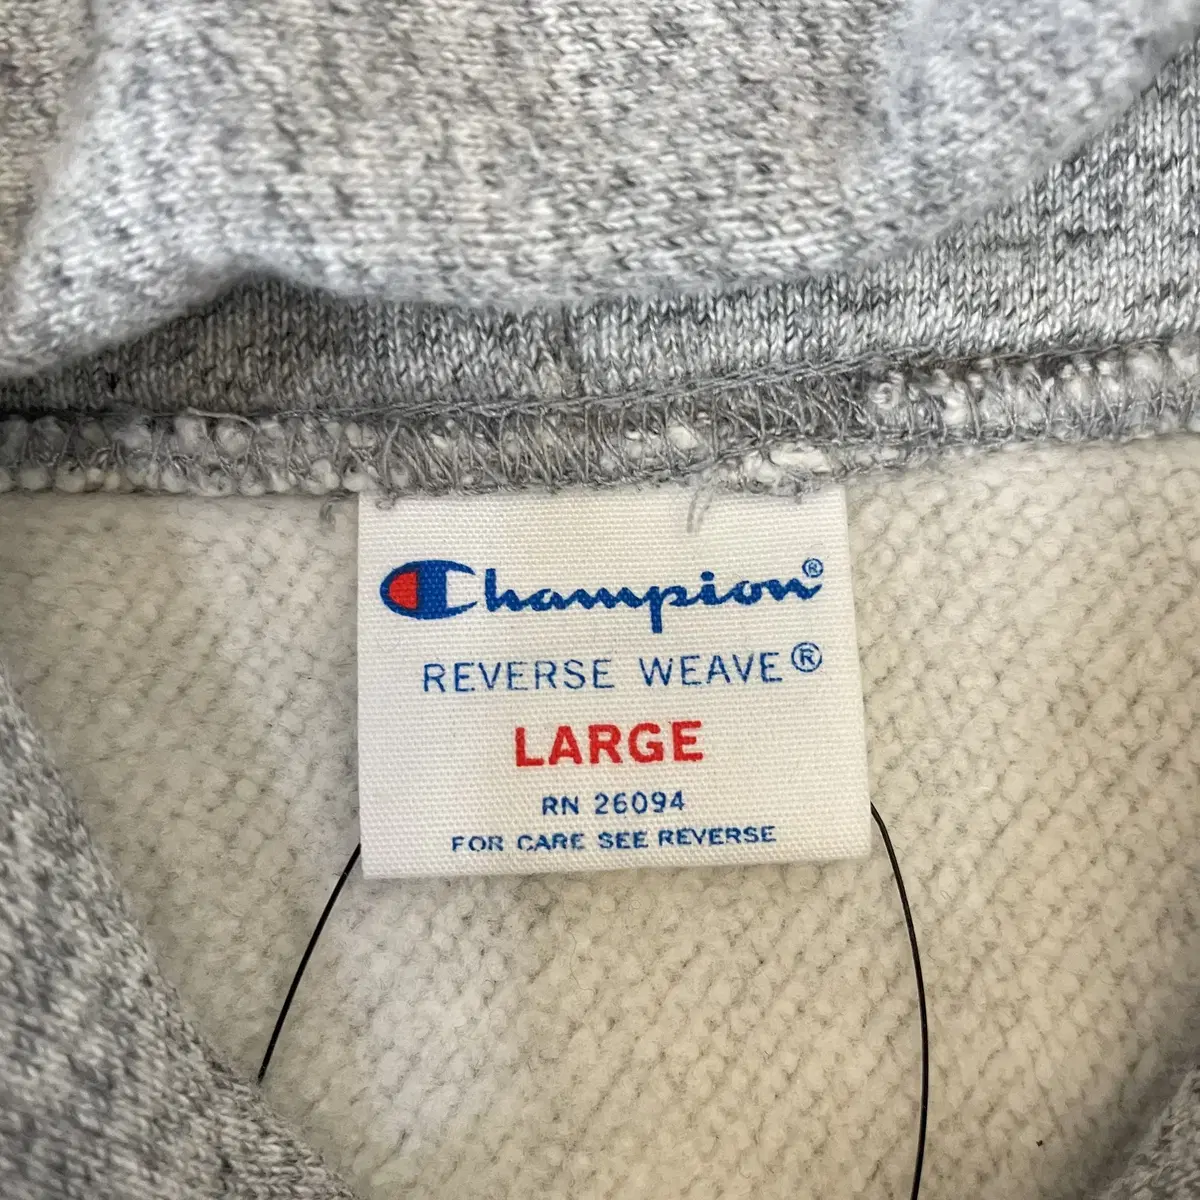 Champion®
REVERSE WEAVE®
LARGE
RN 26094
FOR CARE SEE REVERSE